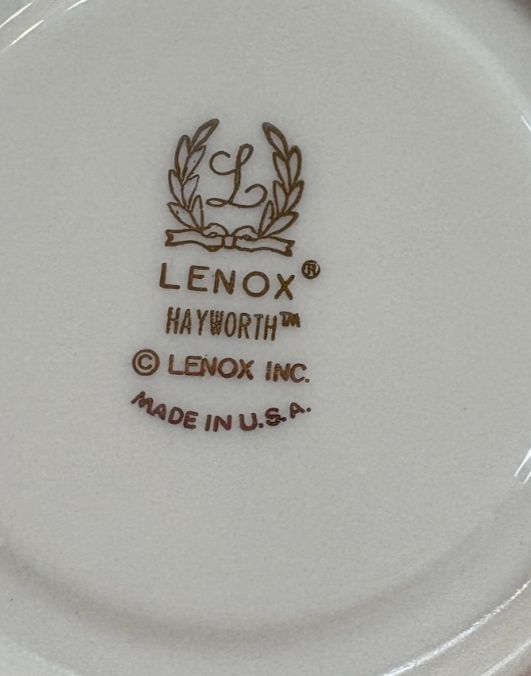 L
LENOX®
HAYWORTH™
© LENOX INC.
MADE IN U.S.A.